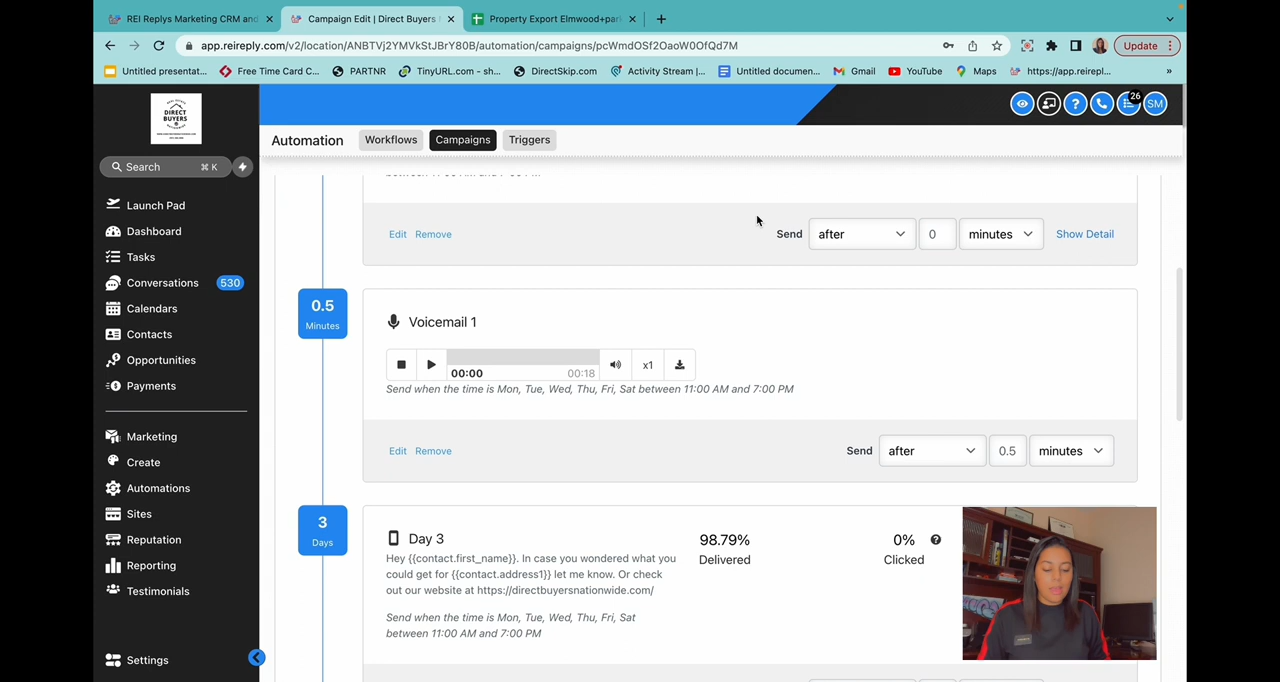 REI Replys Marketing CRM and
Campaign Edit | Direct Buyers
Property Export Elmwood+par
app.reireply.com/v2/location/ANBTVj2YMVkStJBrY80B/automation/campaigns/pcWmdOSf2OaoW0OfQd7M
Update
Untitled presentat...
Free Time Card C...
PARTNR
TinyURL.com - sh...
DirectSkip.com
Activity Stream |...
Untitled documen...
Gmail
YouTube
Maps
https://app.reirepl...
»
DIRECT
BUYERS
26
SM
Automation
Workflows
Campaigns
Triggers
Search
⌘ K
Launch Pad
Dashboard
Tasks
Conversations
530
Calendars
Contacts
Opportunities
Payments
Marketing
Create
Automations
Sites
Reputation
Reporting
Testimonials
Settings
Edit
Remove
Send
after
0
minutes
Show Detail
0.5
Minutes
Voicemail 1
00:00
00:18
x1
Send when the time is Mon, Tue, Wed, Thu, Fri, Sat between 11:00 AM and 7:00 PM
Edit
Remove
Send
after
0.5
minutes
3
Days
Day 3
Hey {{contact.first_name}}. In case you wondered what you
could get for {{contact.address1}} let me know. Or check
out our website at https://directbuyersnationwide.com/
Send when the time is Mon, Tue, Wed, Thu, Fri, Sat
between 11:00 AM and 7:00 PM
98.79%
Delivered
0%
Clicked